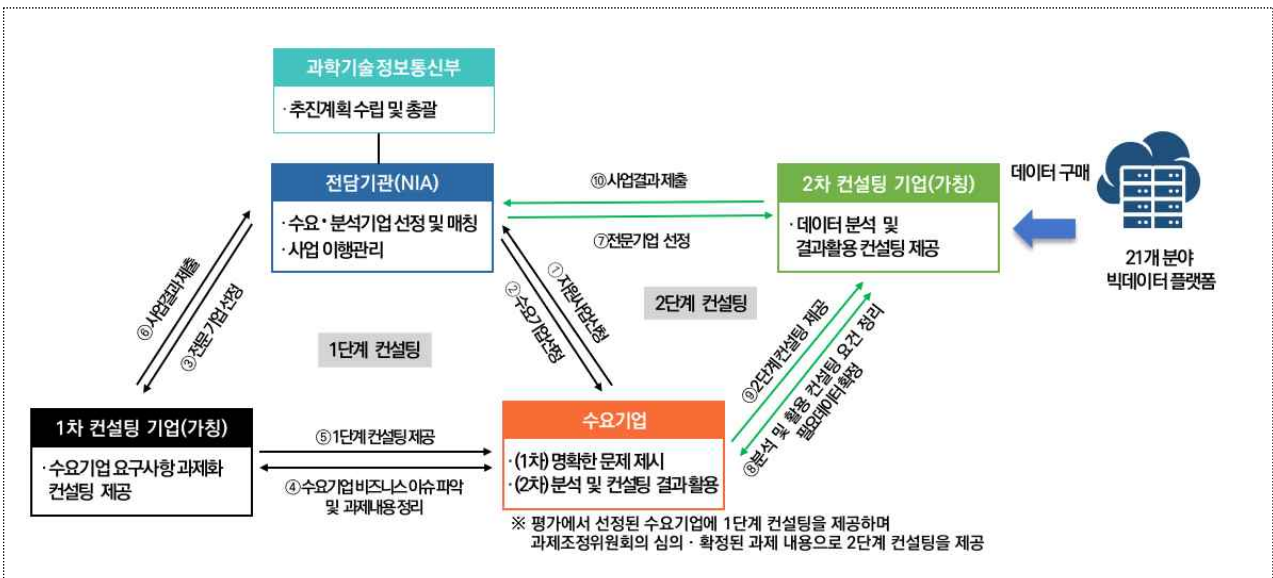 과학기술정보통신부
· 추진계획 수립 및 총괄
전담기관(NIA)
· 수요·분석기업 선정 및 매칭
· 사업 이행관리
⑩사업결과 제출
⑦전문기업 선정
2차 컨설팅 기업(가칭)
· 데이터 분석 및
결과활용 컨설팅 제공
데이터 구매
21개 분야
빅데이터 플랫폼
⑥사업결과 제출
③전문 기업 선정
①지원사업신청
②수요기업선정
1단계 컨설팅
2단계 컨설팅
⑨2단계컨설팅 제공
⑧분석 및 활용 컨설팅 요건 정리
필요데이터확정
1차 컨설팅 기업(가칭)
· 수요기업 요구사항 과제화
컨설팅 제공
⑤1단계 컨설팅 제공
④수요기업 비즈니스 이슈 파악
및 과제내용 정리
수요기업
· (1차) 명확한 문제 제시
· (2차) 분석 및 컨설팅 결과 활용
※ 평가에서 선정된 수요기업에 1단계 컨설팅을 제공하며
과제조정위원회의 심의 · 확정된 과제 내용으로 2단계 컨설팅을 제공